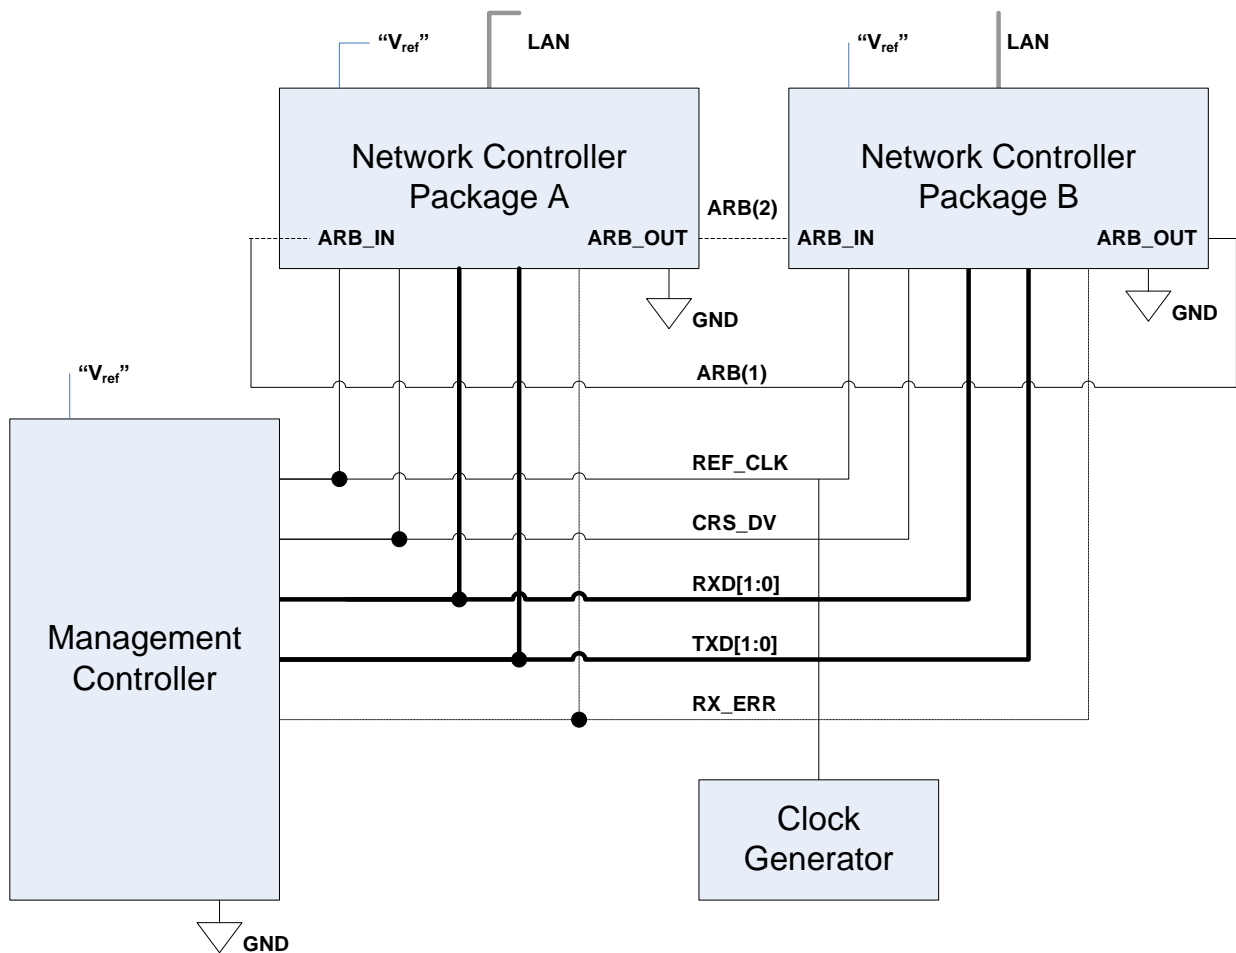 “Vref”
LAN
“Vref”
LAN
Network Controller
Package A
Network Controller
Package B
ARB(2)
ARB_IN
ARB_OUT
ARB_IN
ARB_OUT
GND
GND
ARB(1)
“Vref”
REF_CLK
CRS_DV
RXD[1:0]
Management
Controller
TXD[1:0]
RX_ERR
Clock
Generator
GND